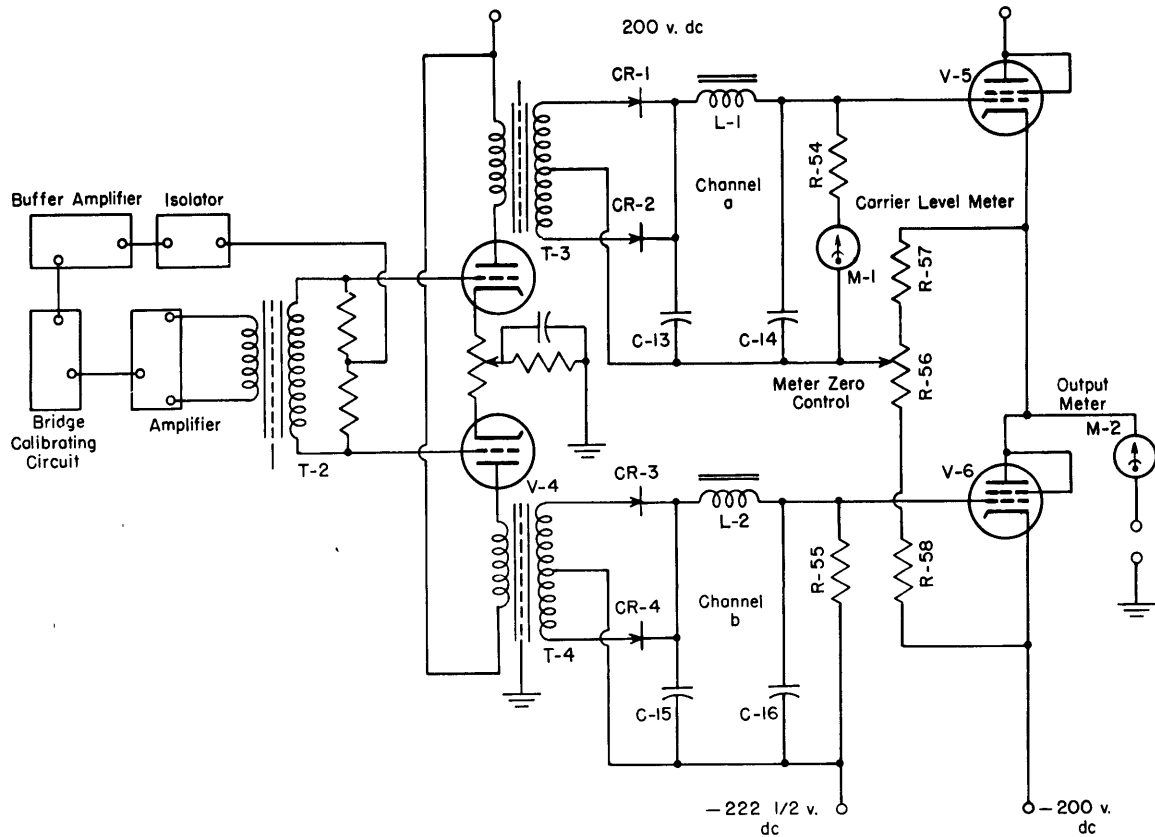 200 v. dc
V-5
CR-1
L-1
R-54
Channel
a
Carrier Level Meter
CR-2
M-1
R-57
T-3
C-13
C-14
Meter Zero
Control
R-56
Buffer Amplifier
Isolator
Bridge
Calibrating
Circuit
Amplifier
T-2
V-4
Output
Meter
M-2
V-6
CR-3
L-2
R-55
R-58
Channel
b
CR-4
T-4
C-15
C-16
-222 1/2 v.
dc
-200 v.
dc